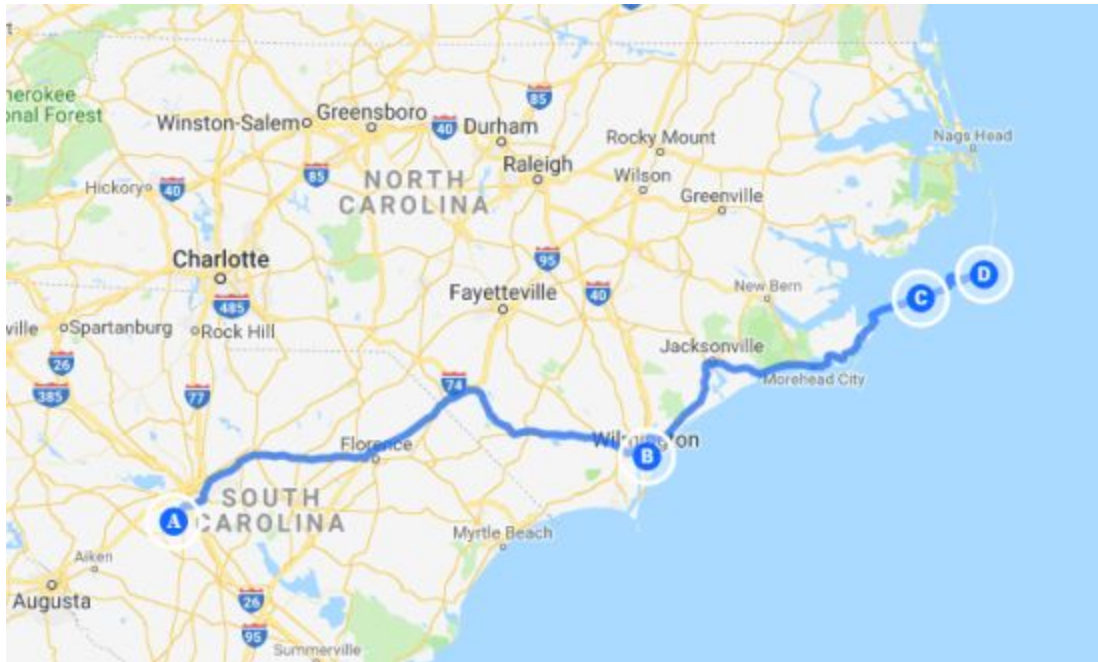 herokee
onal Forest
Greensboro
Winston-Salem
40
Durham
85
Rocky Mount
Nags Head
Raleigh
Hickory
40
85
NORTH
CAROLINA
Wilson
Greenville
Charlotte
95
485
Fayetteville
40
New Bern
C
D
ville
Spartanburg
Rock Hill
26
Jacksonville
385
77
74
Morehead City
Florence
Wilmington
B
A
SOUTH
CAROLINA
Myrtle Beach
Aiken
Augusta
26
95
Summerville